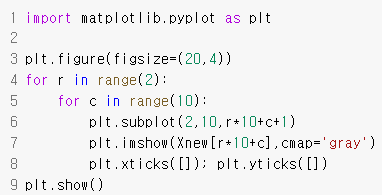 1 import matplotlib.pyplot as plt
2
3 plt.figure(figsize=(20,4))
4 for r in range(2):
5     for c in range(10):
6         plt.subplot(2,10,r*10+c+1)
7         plt.imshow(Xnew[r*10+c],cmap='gray')
8         plt.xticks([]); plt.yticks([])
9 plt.show()